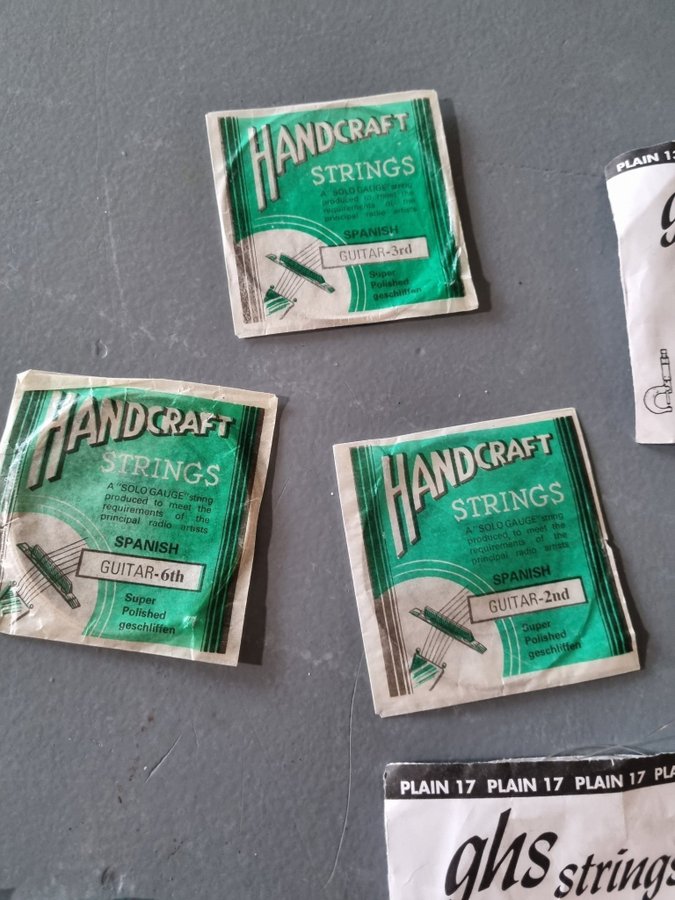 HANDCRAFT
STRINGS
A "SOLO GAUGE" string
produced to meet the
requirements of the
principal radio artists
SPANISH
GUITAR-3rd
Super
Polished
geschliffen
PLAIN 13
HANDCRAFT
STRINGS
A "SOLO GAUGE" string
produced to meet the
requirements of the
principal radio artists
SPANISH
GUITAR-6th
Super
Polished
geschliffen
HANDCRAFT
STRINGS
A "SOLO GAUGE" string
produced to meet the
requirements of the
principal radio artists
SPANISH
GUITAR-2nd
Super
Polished
geschliffen
PLAIN 17 PLAIN 17 PLAIN 17 PLA
ghs strings